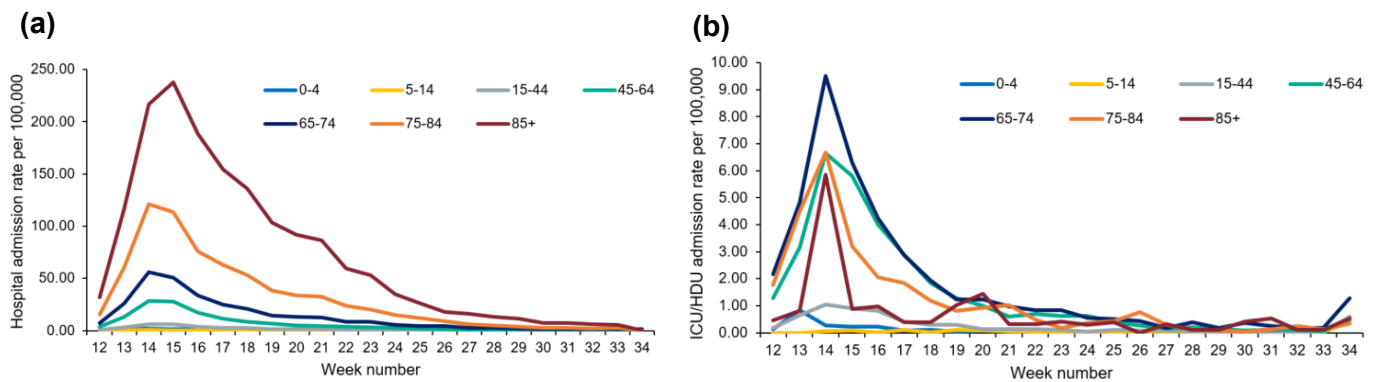 (a)
Hospital admission rate per 100,000
250.00
200.00
150.00
100.00
50.00
0.00
0-4 5-14 15-44 45-64
65-74 75-84 85+
12 13 14 15 16 17 18 19 20 21 22 23 24 25 26 27 28 29 30 31 32 33 34
Week number
(b)
ICU/HDU admission rate per 100,000
10.00
9.00
8.00
7.00
6.00
5.00
4.00
3.00
2.00
1.00
0.00
0-4 5-14 15-44 45-64
65-74 75-84 85+
12 13 14 15 16 17 18 19 20 21 22 23 24 25 26 27 28 29 30 31 32 33 34
Week number